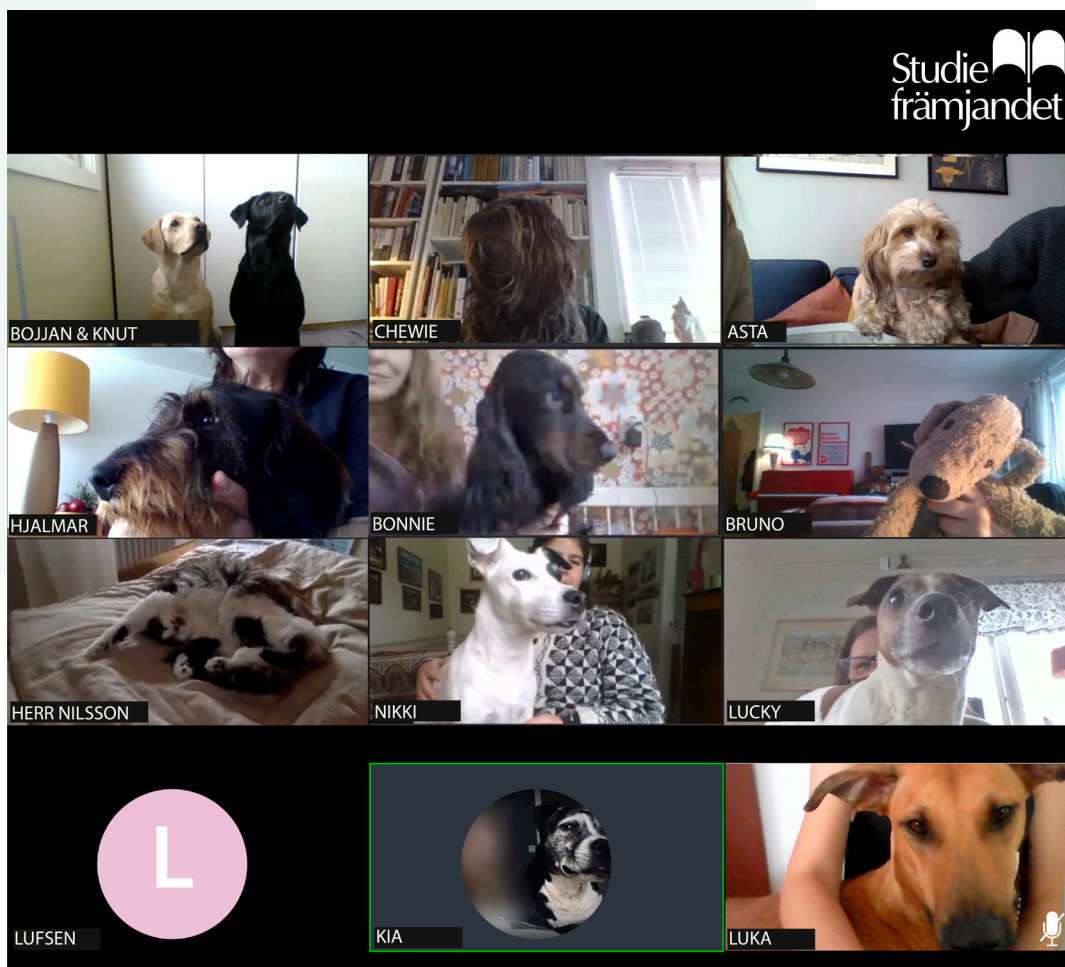 Studie
främjandet
BOJJAN & KNUT
CHEWIE
ASTA
HJALMAR
BONNIE
BRUNO
HERR NILSSON
NIKKI
LUCKY
L
LUFSEN
KIA
LUKA